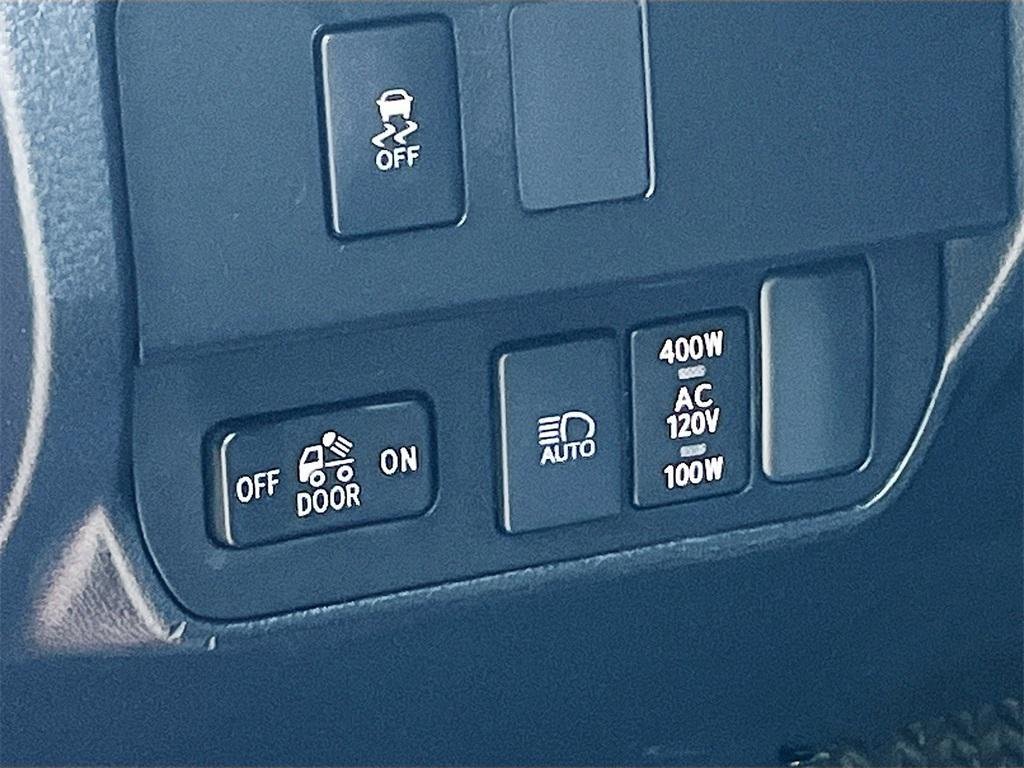 OFF
OFF DOOR ON
AUTO
400W
AC
120V
100W